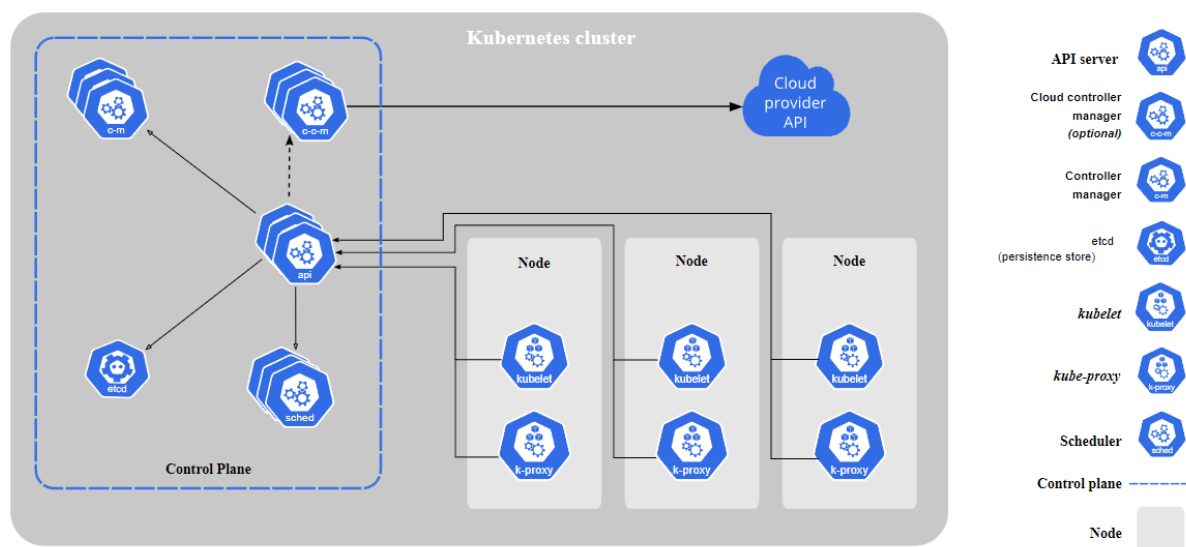 Kubernetes cluster
c-m
c-c-m
Cloud
provider
API
api
etcd
sched
Control Plane
Node
kubelet
k-proxy
Node
kubelet
k-proxy
Node
kubelet
k-proxy
API server
api
Cloud controller
manager
(optional)
c-c-m
Controller
manager
c-m
etcd
(persistence store)
etcd
kubelet
kubelet
kube-proxy
k-proxy
Scheduler
sched
Control plane
Node